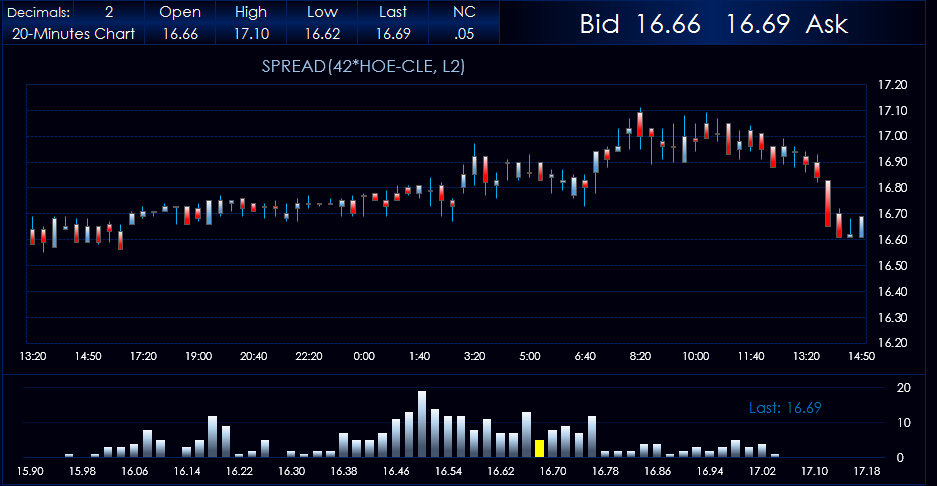 Decimals: 2 Open High Low Last NC
20-Minutes Chart 16.66 17.10 16.62 16.69 .05
Bid 16.66 16.69 Ask
SPREAD(42*HOE-CLE, L2)
17.20
17.10
17.00
16.90
16.80
16.70
16.60
16.50
16.40
16.30
16.20
13:20 14:50 17:20 19:00 20:40 22:20 0:00 1:40 3:20 5:00 6:40 8:20 10:00 11:40 13:20 14:50
20
Last: 16.69
10
0
15.90 15.98 16.06 16.14 16.22 16.30 16.38 16.46 16.54 16.62 16.70 16.78 16.86 16.94 17.02 17.10 17.18